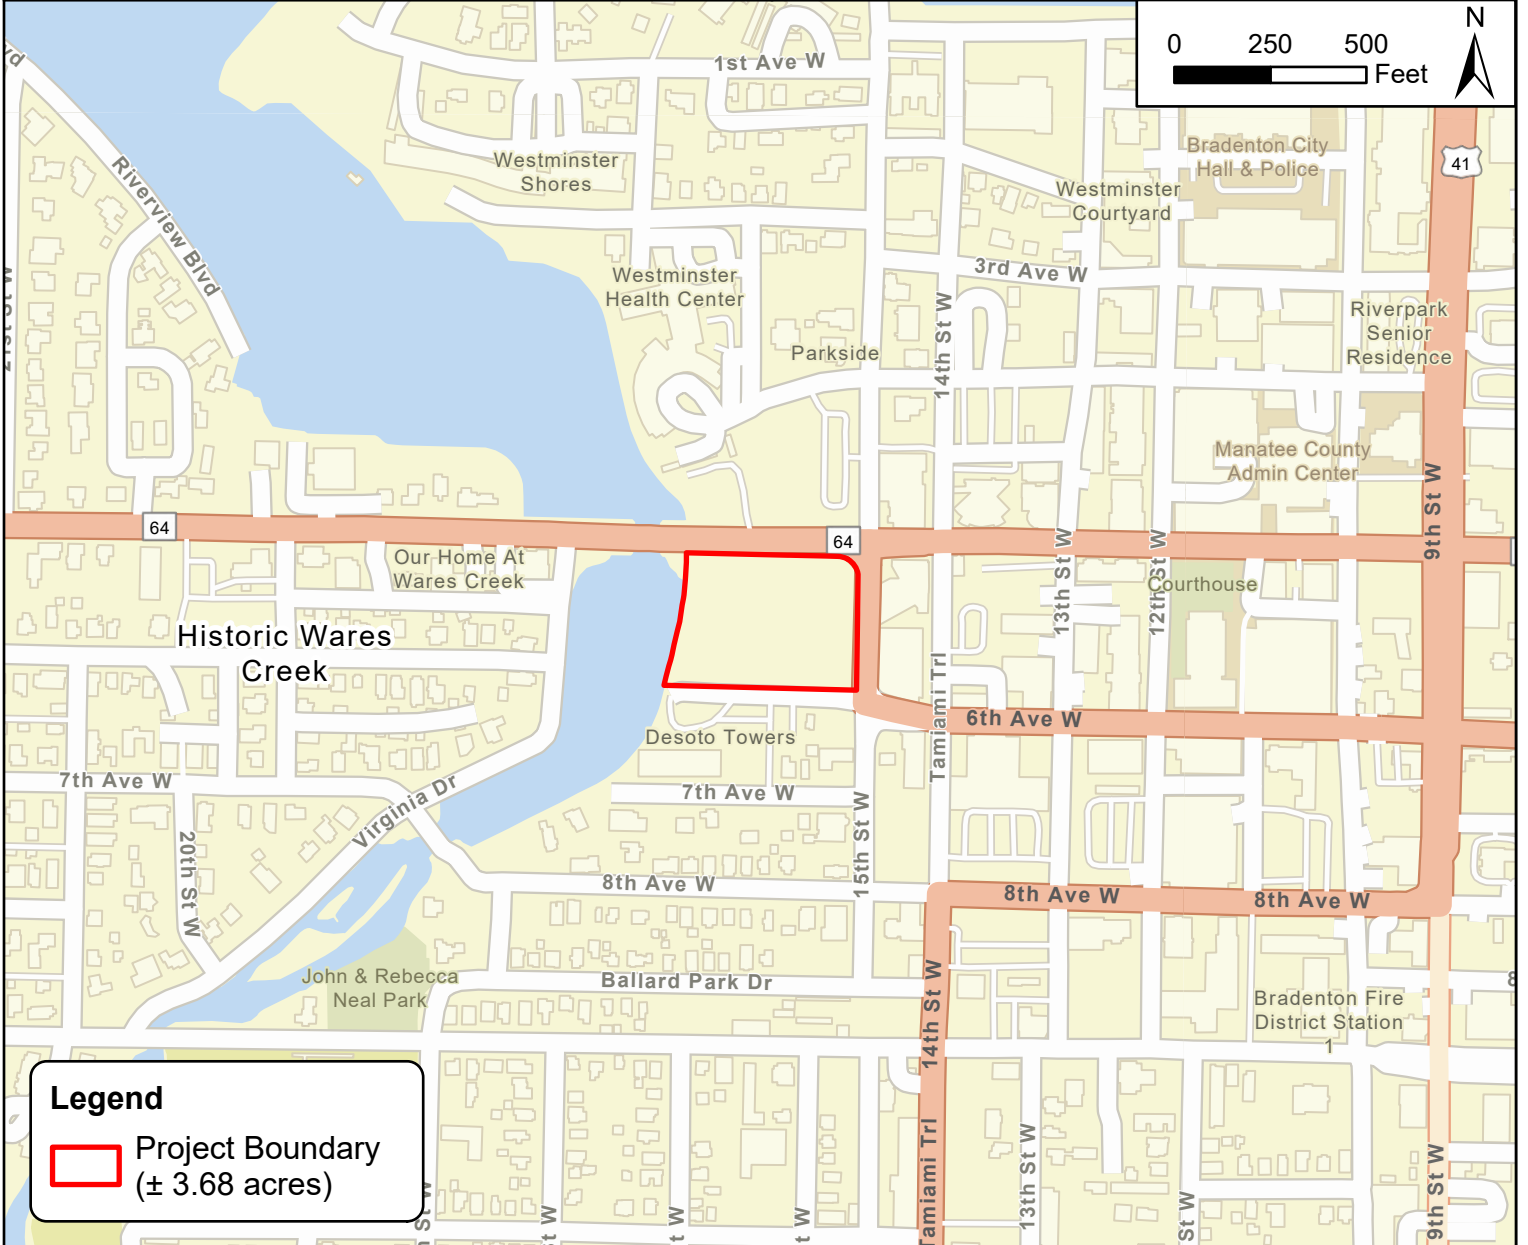 N
0 250 500
Feet
1st Ave W
Riverview Blvd
Westminster
Shores
Bradenton City
Hall & Police
41
Westminster
Courtyard
Westminster
Health Center
3rd Ave W
14th St W
Riverpark
Senior
Residence
Parkside
Manatee County
Admin Center
9th St W
64
64
Our Home At
Wares Creek
13th St W
12th St W
Courthouse
Historic Wares
Creek
Tamiami Trl
6th Ave W
Desoto Towers
7th Ave W
7th Ave W
Virginia Dr
20th St W
15th St W
8th Ave W
8th Ave W
8th Ave W
John & Rebecca
Neal Park
Ballard Park Dr
14th St W
Bradenton Fire
District Station
1
Tamiami Trl
13th St W
St W
9th St W
Legend
Project Boundary
(± 3.68 acres)